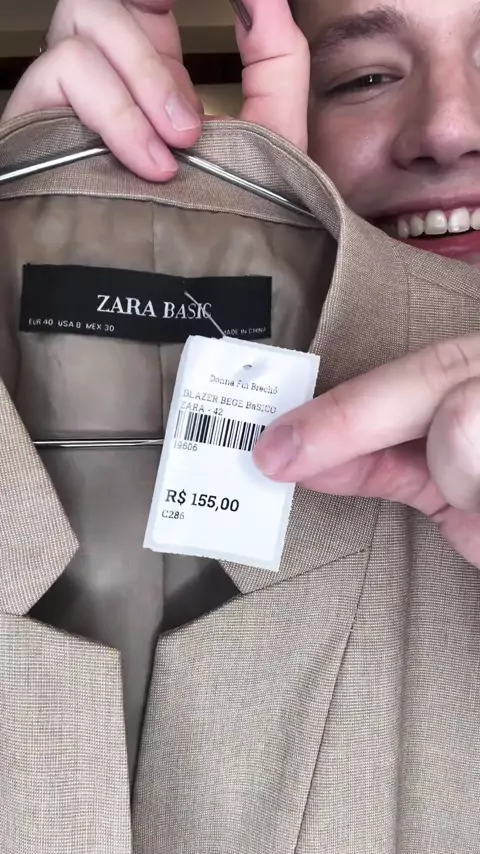 ZARA BASIC
EUR 40 USA 8 MEX 30
MADE IN CHINA
Donna Fui Brechó
BLAZER BEGE BaSICO
ZARA - 42
19606
R$ 155,00
C286